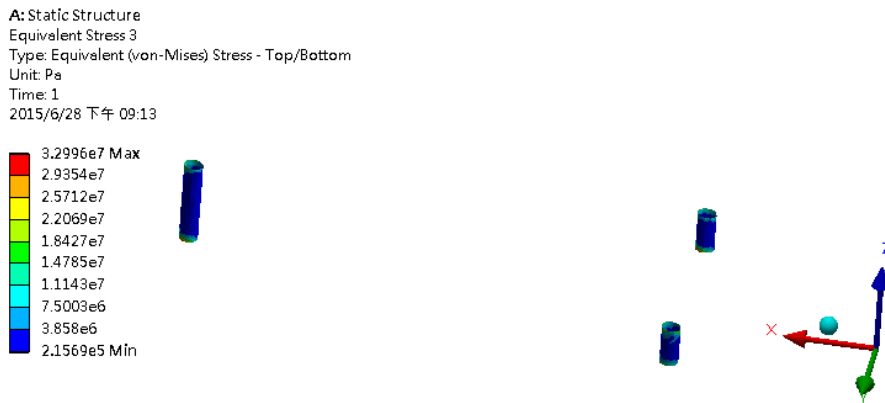 A: Static Structure
Equivalent Stress 3
Type: Equivalent (von-Mises) Stress - Top/Bottom
Unit: Pa
Time: 1
2015/6/28 下午 09:13
3.2996e7 Max
2.9354e7
2.5712e7
2.2069e7
1.8427e7
1.4785e7
1.1143e7
7.5003e6
3.858e6
2.1569e5 Min
Z
X
Y